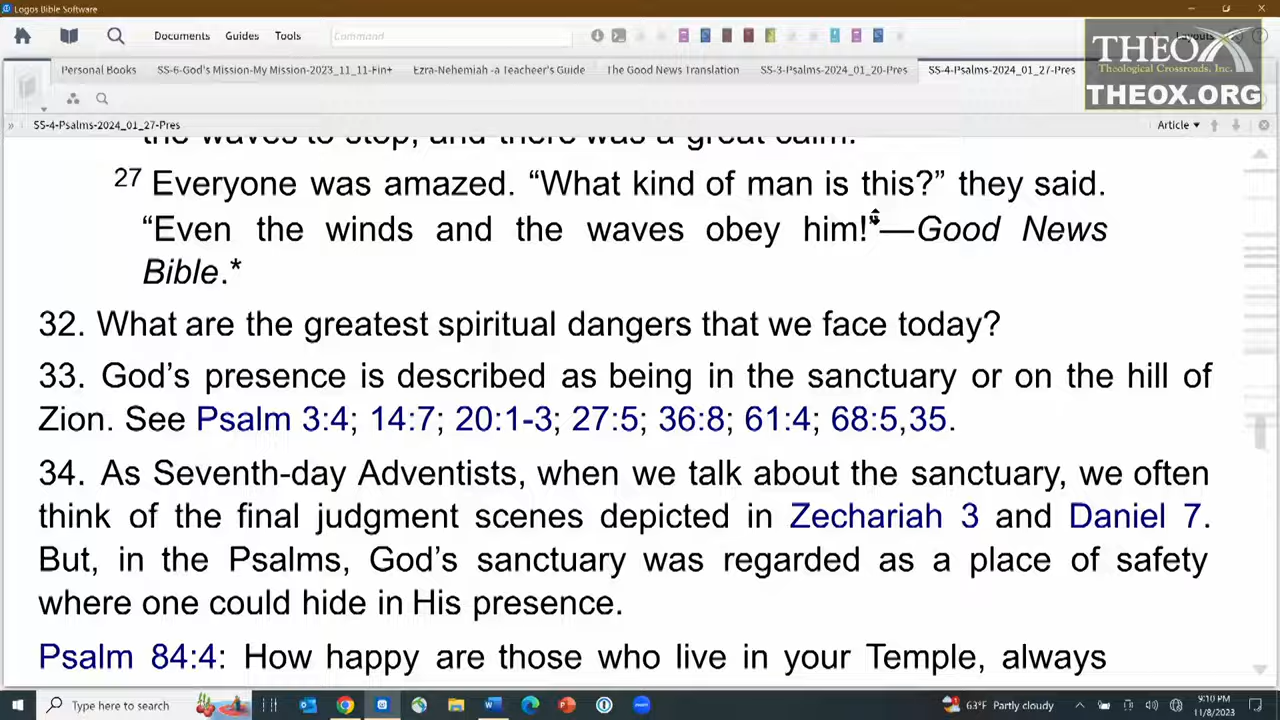 Logos Bible Software
Documents Guides Tools Command
THEOX
Theological Crossroads, Inc.
THEOX.ORG
Personal Books SS-6-God's Mission-My Mission-2023_11_11-Fin+ The Good News Translation SS-3-Psalms-2024_01_20-Pres SS-4-Psalms-2024_01_27-Pres
SS-4-Psalms-2024_01_27-Pres Article
the waves to stop, and there was a great calm.
27 Everyone was amazed. “What kind of man is this?” they said.
“Even the winds and the waves obey him!”—Good News
Bible.*
32. What are the greatest spiritual dangers that we face today?
33. God’s presence is described as being in the sanctuary or on the hill of
Zion. See Psalm 3:4; 14:7; 20:1-3; 27:5; 36:8; 61:4; 68:5,35.
34. As Seventh-day Adventists, when we talk about the sanctuary, we often
think of the final judgment scenes depicted in Zechariah 3 and Daniel 7.
But, in the Psalms, God’s sanctuary was regarded as a place of safety
where one could hide in His presence.
Psalm 84:4: How happy are those who live in your Temple, always
Type here to search 63°F Partly cloudy 9:10 PM
11/8/2023